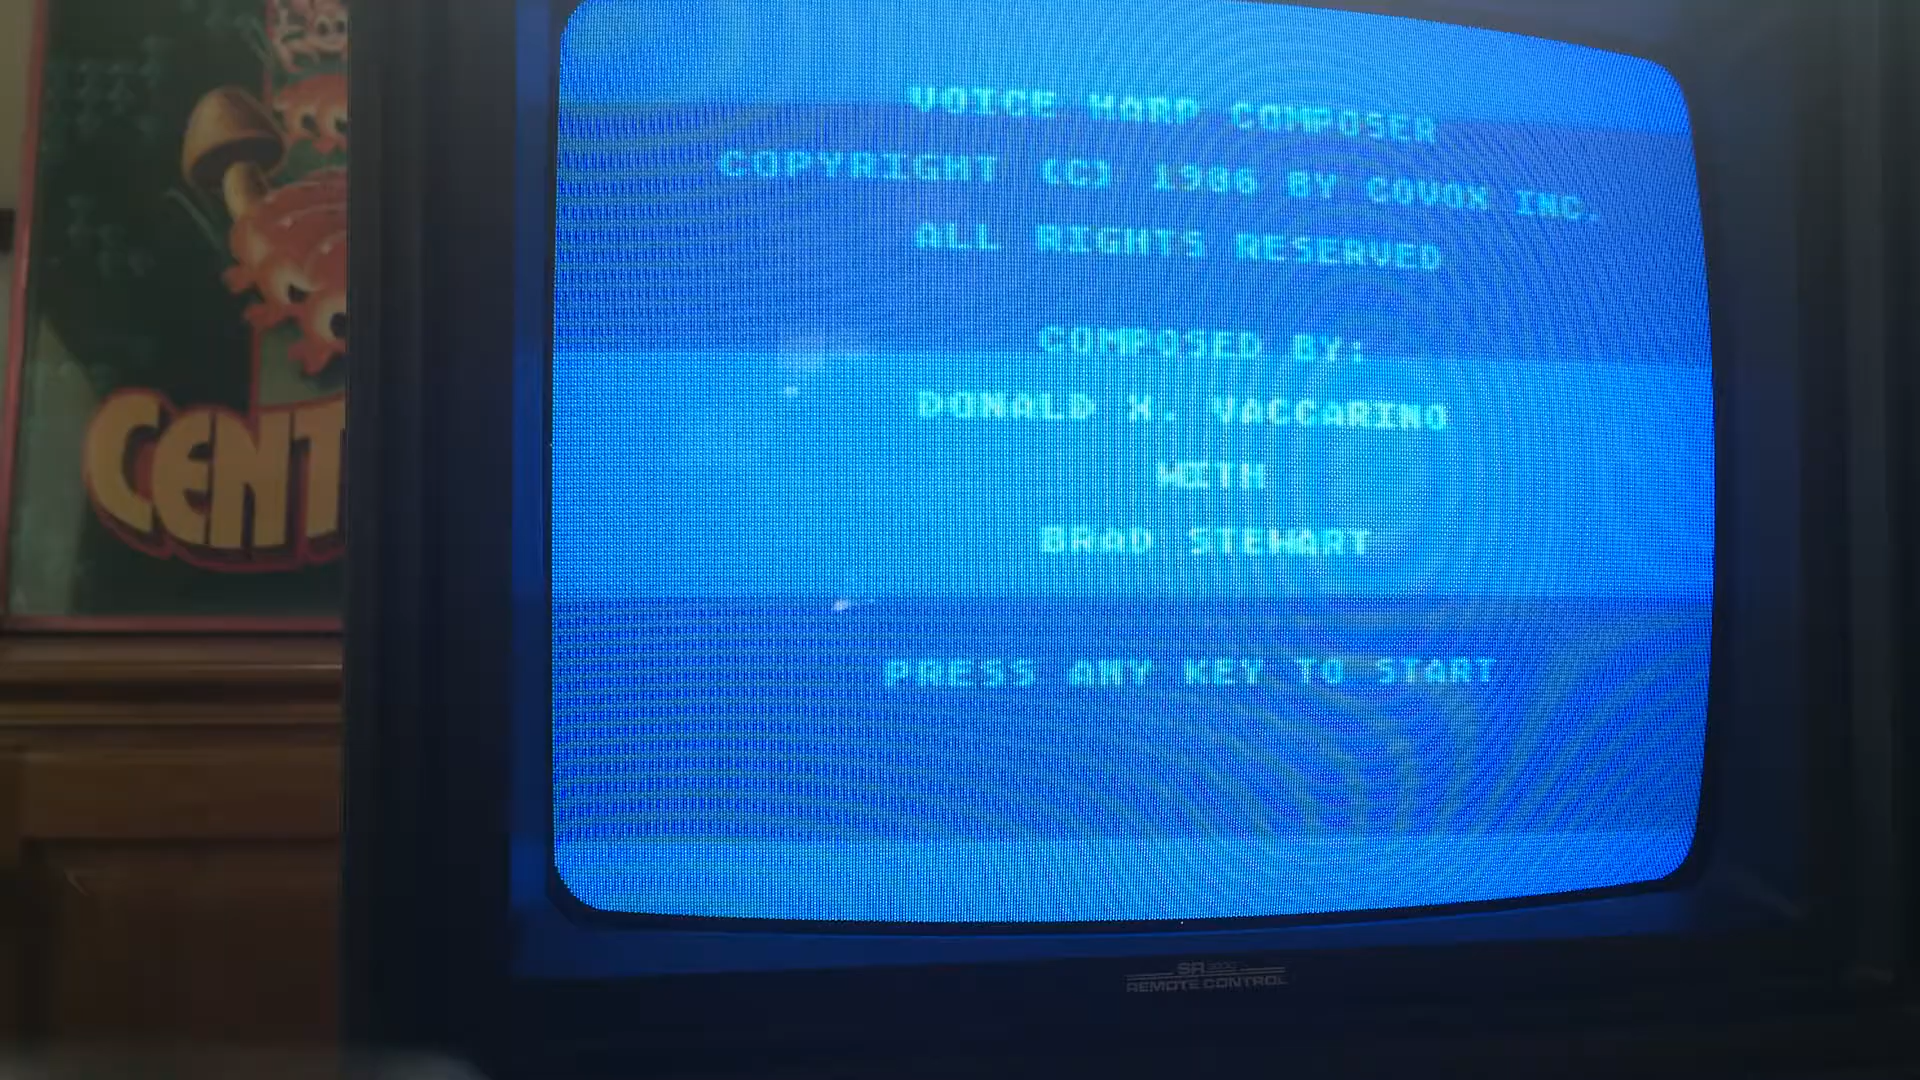 VOICE HARP COMPOSER
COPYRIGHT (C) 1986 BY COVOX INC.
ALL RIGHTS RESERVED
COMPOSED BY:
DONALD X. VACCARINO
WITH
BRAD STEWART
PRESS ANY KEY TO START
CENT
REMOTE CONTROL